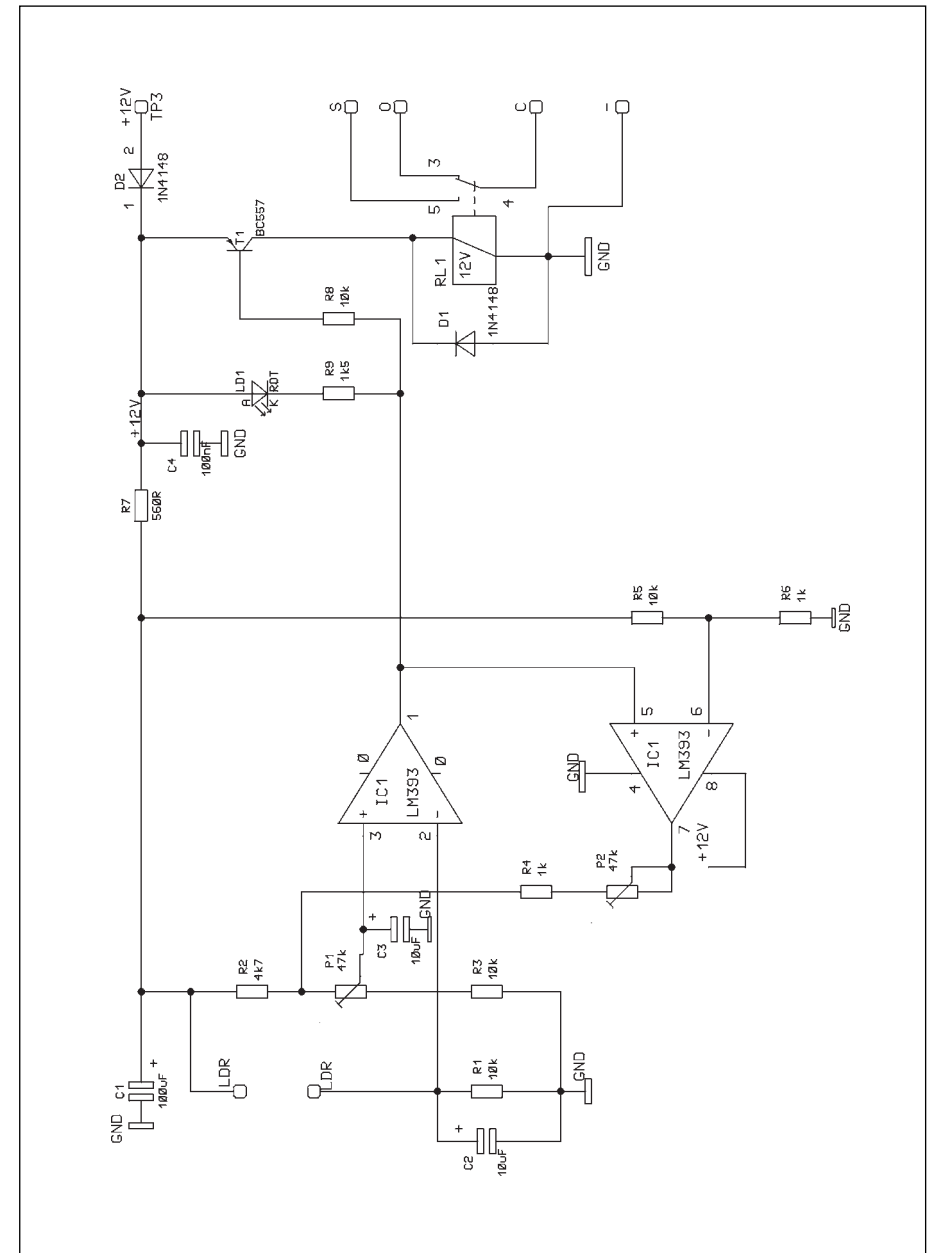 +12V
TP3
2
D2
1N4148
1
S
O
C
I
3
5
4
T1
BC557
RL1
12V
GND
R8
10k
D1
1N4148
LD1
A
K
RDT
R9
1k5
+12V
C4
100nF
GND
R7
560R
R5
10k
R6
1k
GND
1
0
IC1
LM393
0
+
-
3
2
5
6
+
-
IC1
LM393
GND
4
8
7
+12V
R4
1k
P2
47k
+
C3
10uF
GND
R2
4k7
P1
47k
R3
10k
C1
+
100uF
GND
LDR
LDR
R1
10k
GND
+
C2
10uF